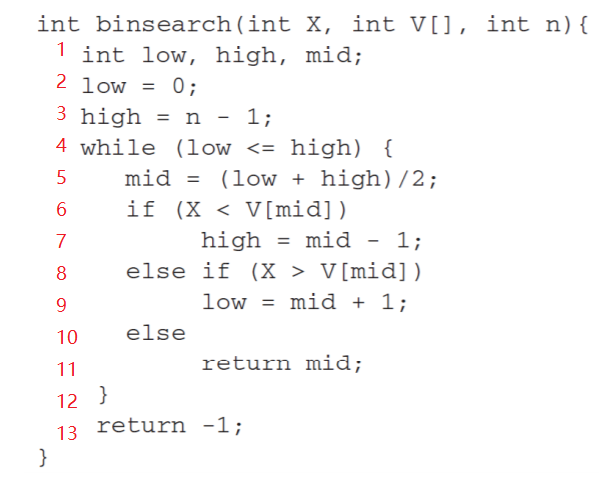 int binsearch(int X, int V[], int n){
1 int low, high, mid;
2 low = 0;
3 high = n - 1;
4 while (low <= high) {
5 mid = (low + high)/2;
6 if (X < V[mid])
7 high = mid - 1;
8 else if (X > V[mid])
9 low = mid + 1;
10 else
11 return mid;
12 }
13 return -1;
}